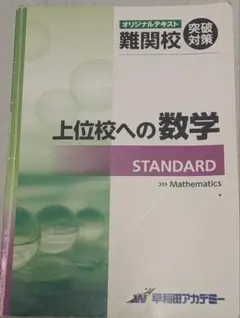 オリジナルテキスト
難関校
突破
対策
上位校への数学
STANDARD
>>> Mathematics
W 早稲田アカデミー